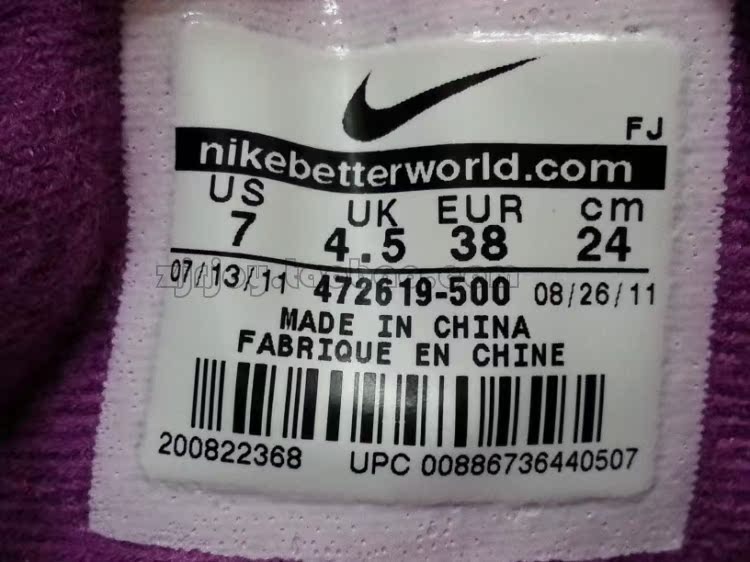 FJ
nikebetterworld.com
US UK EUR cm
7 4.5 38 24
07/13/11 472619-500 08/26/11
MADE IN CHINA
FABRIQUE EN CHINE
200822368 UPC 00886736440507